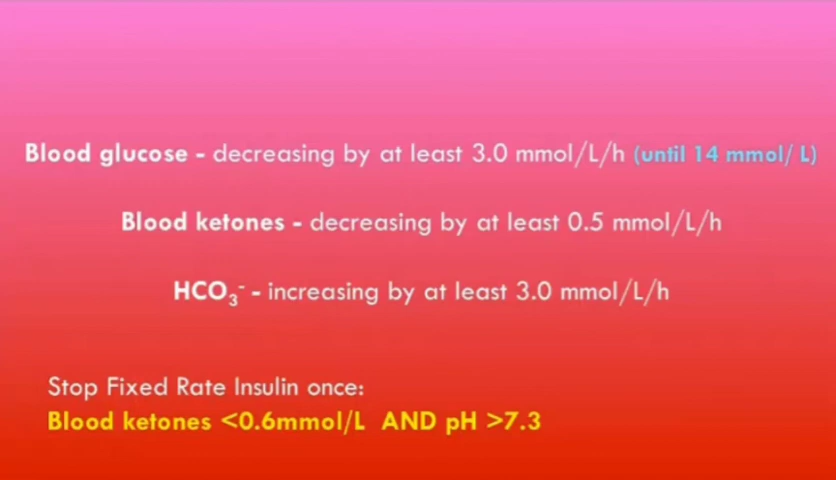 Blood glucose - decreasing by at least 3.0 mmol/L/h (until 14 mmol/ L)
Blood ketones - decreasing by at least 0.5 mmol/L/h
HCO₃⁻ - increasing by at least 3.0 mmol/L/h
Stop Fixed Rate Insulin once:
Blood ketones <0.6mmol/L AND pH >7.3